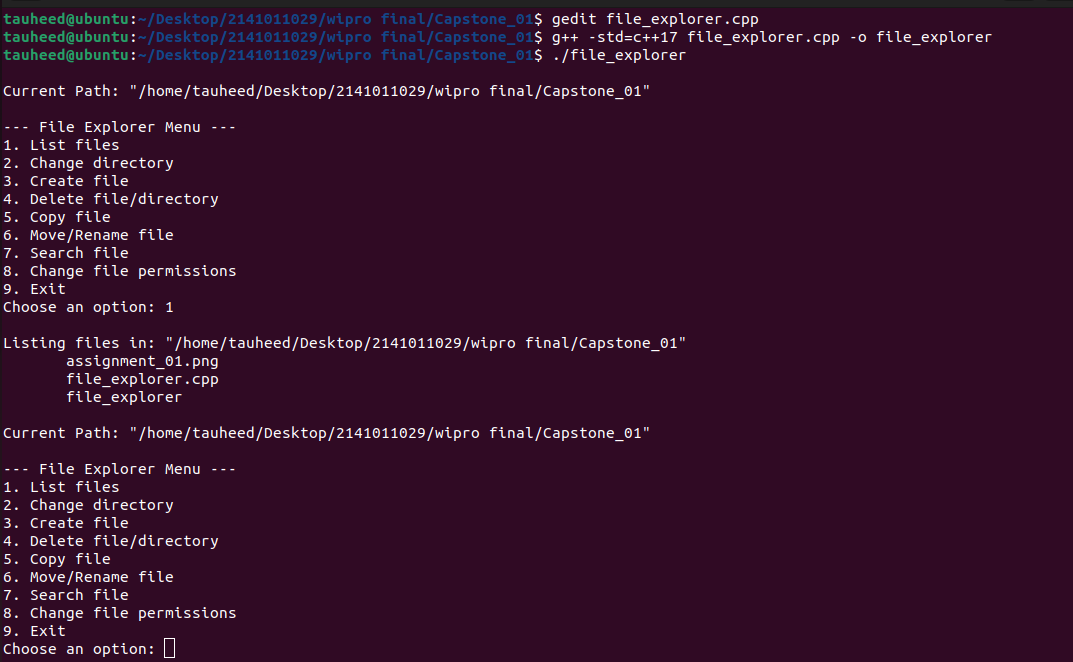 tauheed@ubuntu:~/Desktop/2141011029/wipro final/Capstone_01$ gedit file_explorer.cpp
tauheed@ubuntu:~/Desktop/2141011029/wipro final/Capstone_01$ g++ -std=c++17 file_explorer.cpp -o file_explorer
tauheed@ubuntu:~/Desktop/2141011029/wipro final/Capstone_01$ ./file_explorer
Current Path: "/home/tauheed/Desktop/2141011029/wipro final/Capstone_01"
--- File Explorer Menu ---
1. List files
2. Change directory
3. Create file
4. Delete file/directory
5. Copy file
6. Move/Rename file
7. Search file
8. Change file permissions
9. Exit
Choose an option: 1
Listing files in: "/home/tauheed/Desktop/2141011029/wipro final/Capstone_01"
assignment_01.png
file_explorer.cpp
file_explorer
Current Path: "/home/tauheed/Desktop/2141011029/wipro final/Capstone_01"
--- File Explorer Menu ---
1. List files
2. Change directory
3. Create file
4. Delete file/directory
5. Copy file
6. Move/Rename file
7. Search file
8. Change file permissions
9. Exit
Choose an option: